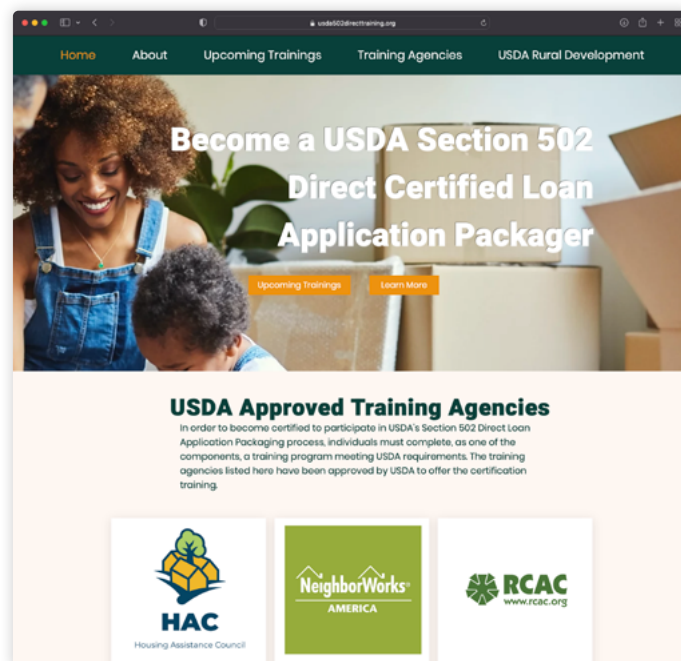 usda502directtraining.org
Home About Upcoming Trainings Training Agencies USDA Rural Development
Become a USDA Section 502
Direct Certified Loan
Application Packager
Upcoming Trainings Learn More
USDA Approved Training Agencies
In order to become certified to participate in USDA's Section 502 Direct Loan
Application Packaging process, individuals must complete, as one of the
components, a training program meeting USDA requirements. The training
agencies listed here have been approved by USDA to offer the certification
training.
HAC
Housing Assistance Council
NeighborWorks®
AMERICA
RCAC
www.rcac.org